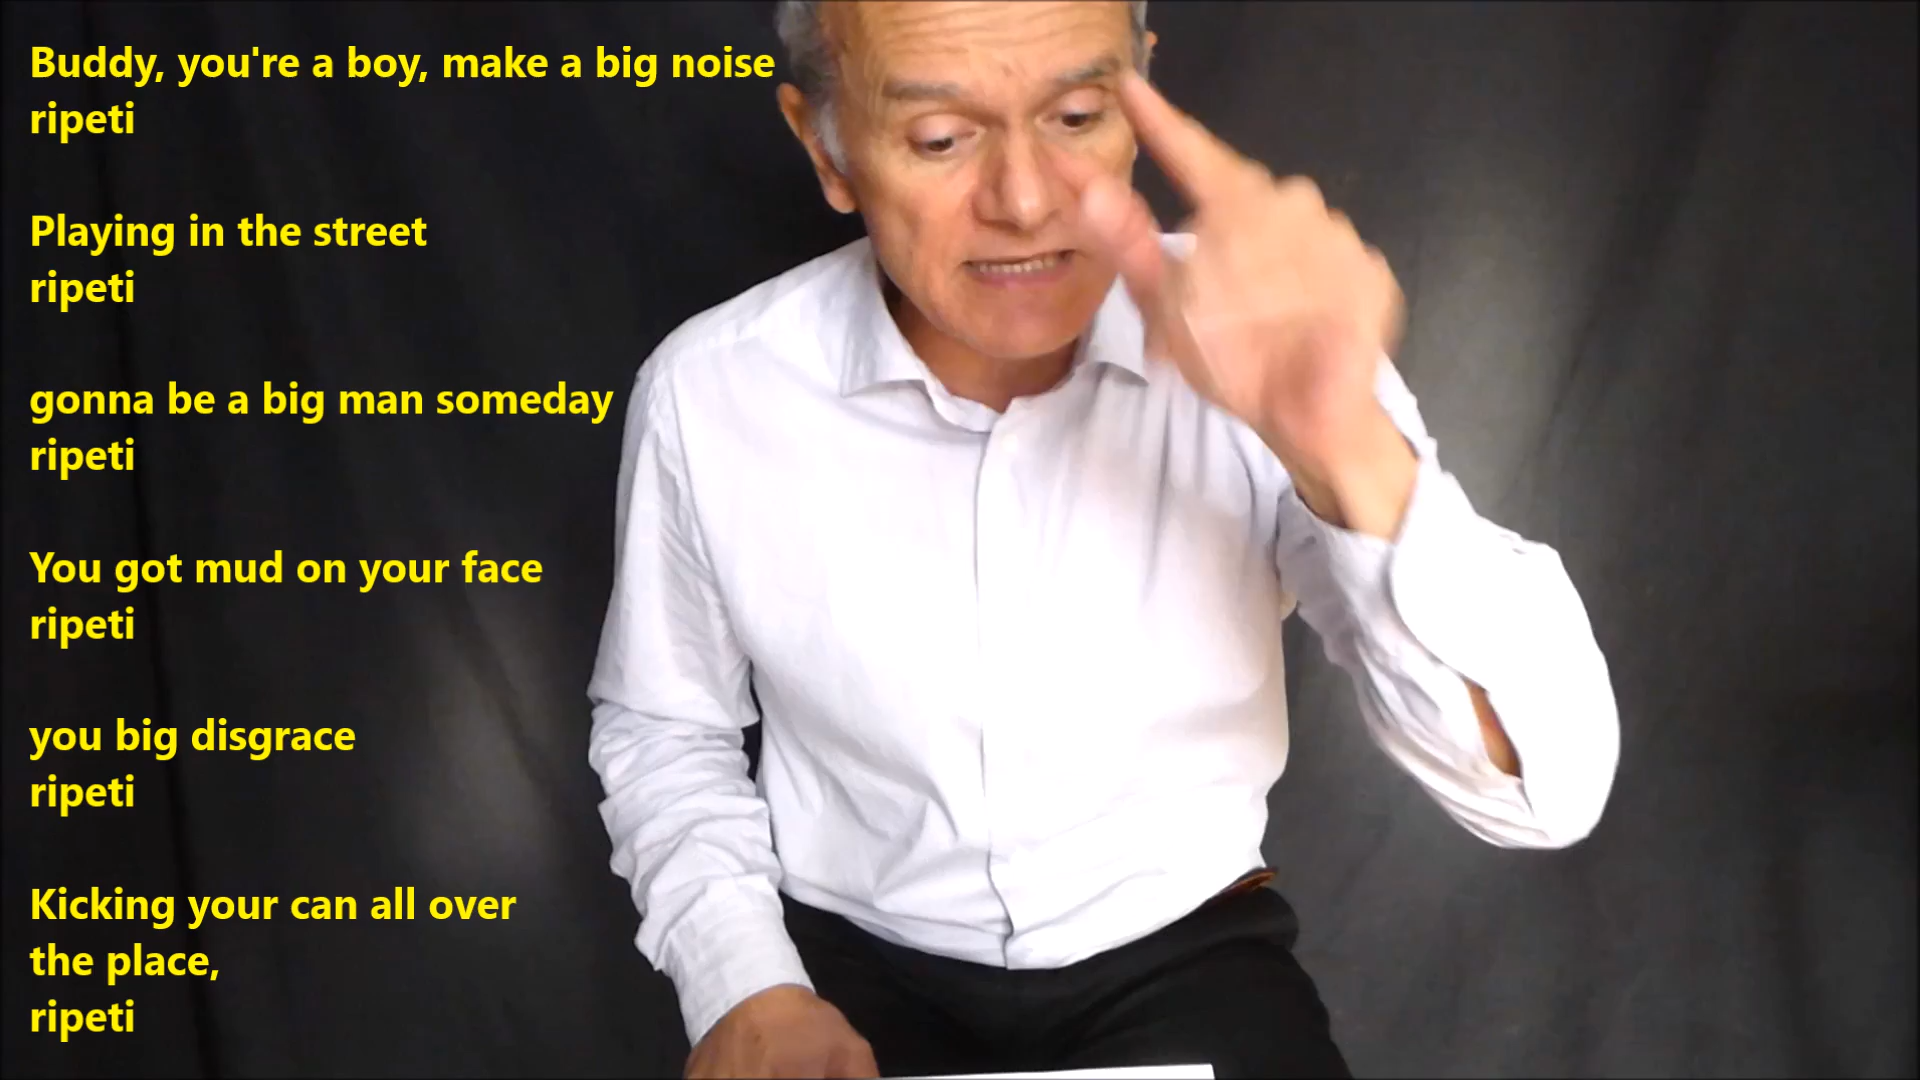 Buddy, you're a boy, make a big noise
ripeti
Playing in the street
ripeti
gonna be a big man someday
ripeti
You got mud on your face
ripeti
you big disgrace
ripeti
Kicking your can all over
the place,
ripeti